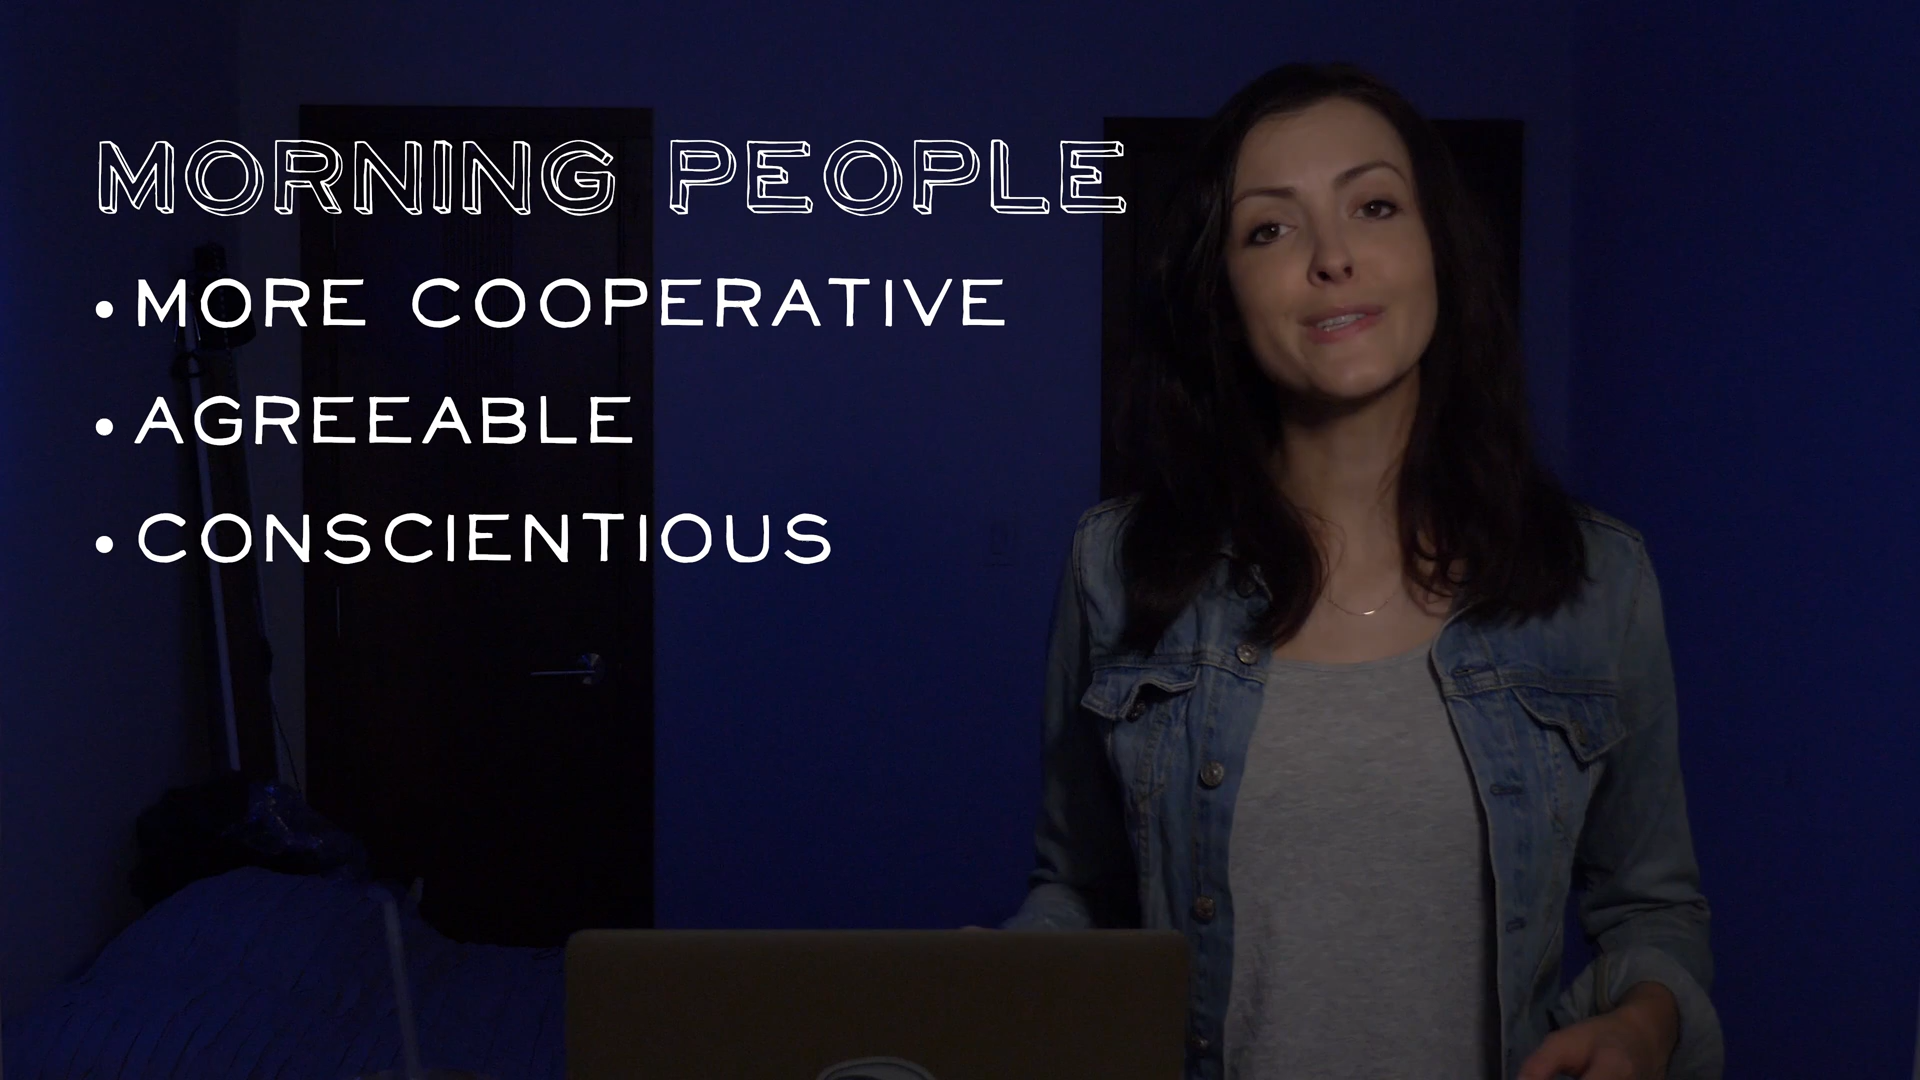 MORNING PEOPLE
• MORE COOPERATIVE
• AGREEABLE
• CONSCIENTIOUS